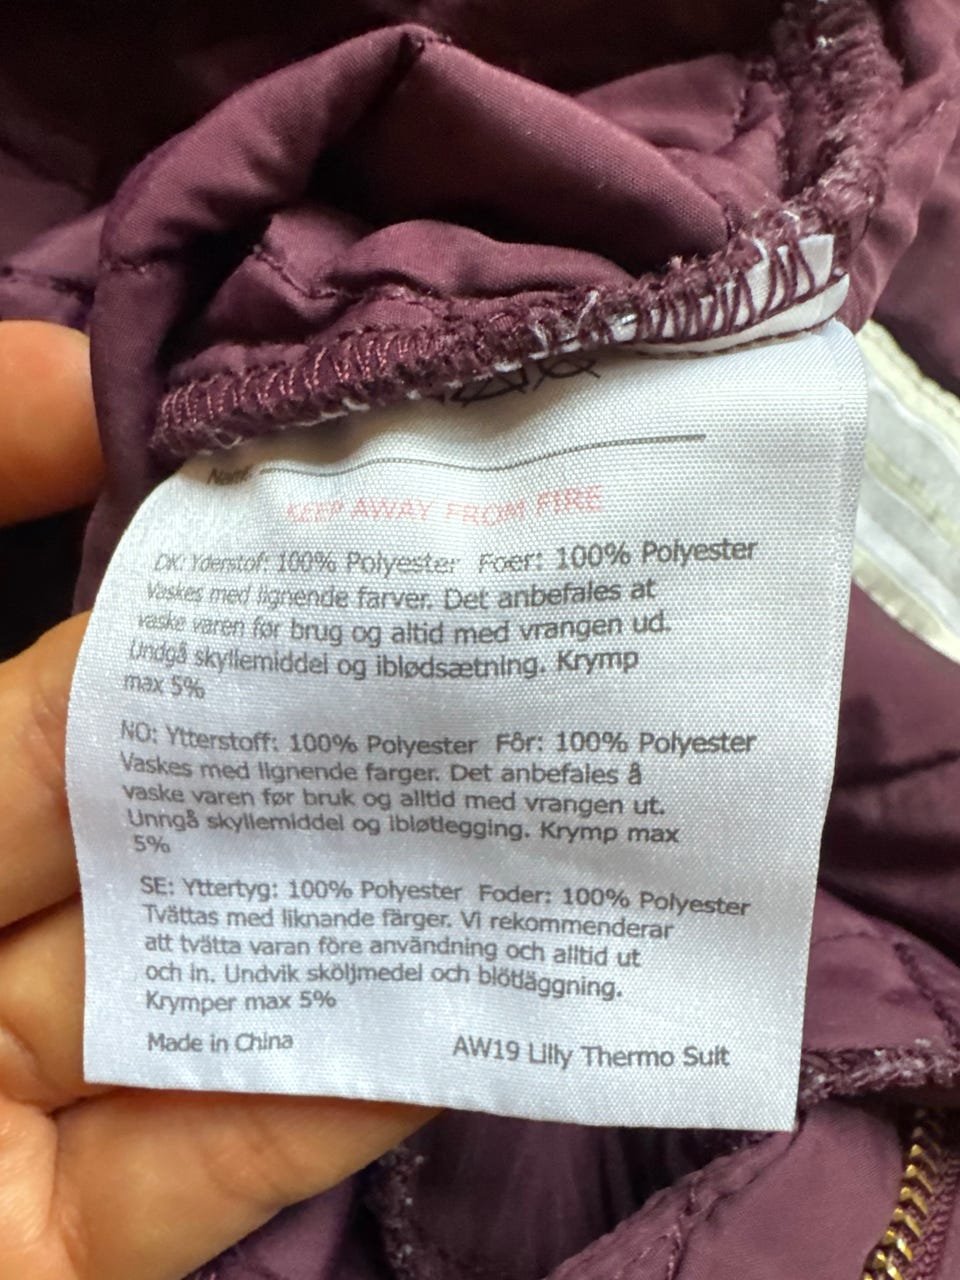 Name:
KEEP AWAY FROM FIRE
DK: Yderstof: 100% Polyester Foer: 100% Polyester
Vaskes med lignende farver. Det anbefales at
vaske varen før brug og altid med vrangen ud.
Undgå skyllemiddel og iblødsætning. Krymp
max 5%
NO: Ytterstoff: 100% Polyester Fôr: 100% Polyester
Vaskes med lignende farger. Det anbefales å
vaske varen før bruk og alltid med vrangen ut.
Unngå skyllemiddel og ibløtlegging. Krymp max
5%
SE: Yttertyg: 100% Polyester Foder: 100% Polyester
Tvättas med liknande färger. Vi rekommenderar
att tvätta varan före användning och alltid ut
och in. Undvik sköljmedel och blötläggning.
Krymper max 5%
Made in China AW19 Lilly Thermo Suit